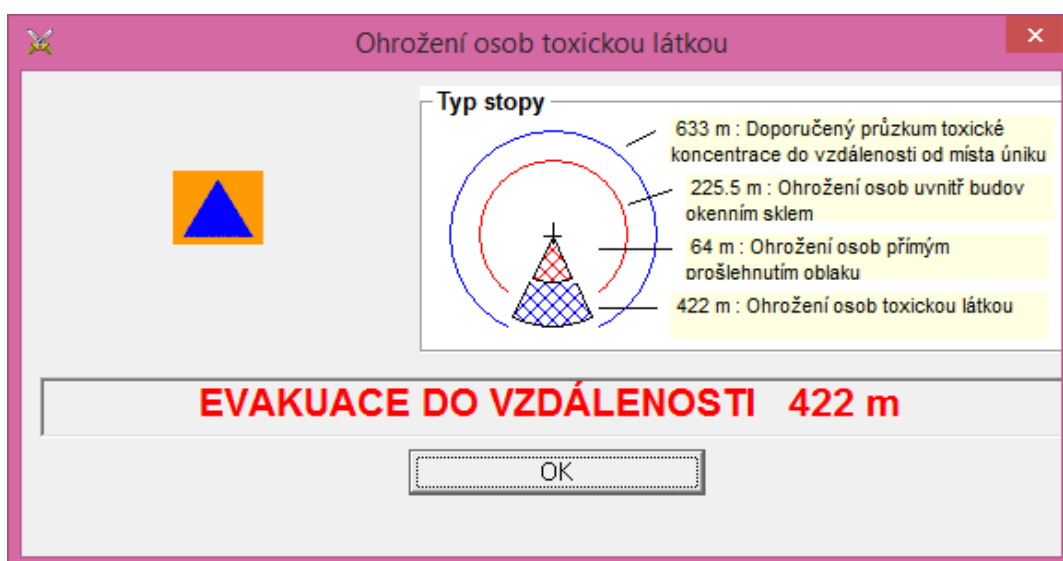 Ohrožení osob toxickou látkou
Typ stopy
633 m : Doporučený průzkum toxické
koncentrace do vzdálenosti od místa úniku
225.5 m : Ohrožení osob uvnitř budov
okenním sklem
64 m : Ohrožení osob přímým
prošlehnutím oblaku
422 m : Ohrožení osob toxickou látkou
EVAKUACE DO VZDÁLENOSTI 422 m
OK